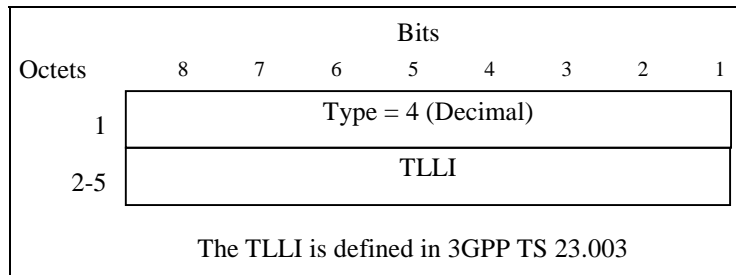 Bits
Octets 8 7 6 5 4 3 2 1
1 Type = 4 (Decimal)
2-5 TLLI
The TLLI is defined in 3GPP TS 23.003